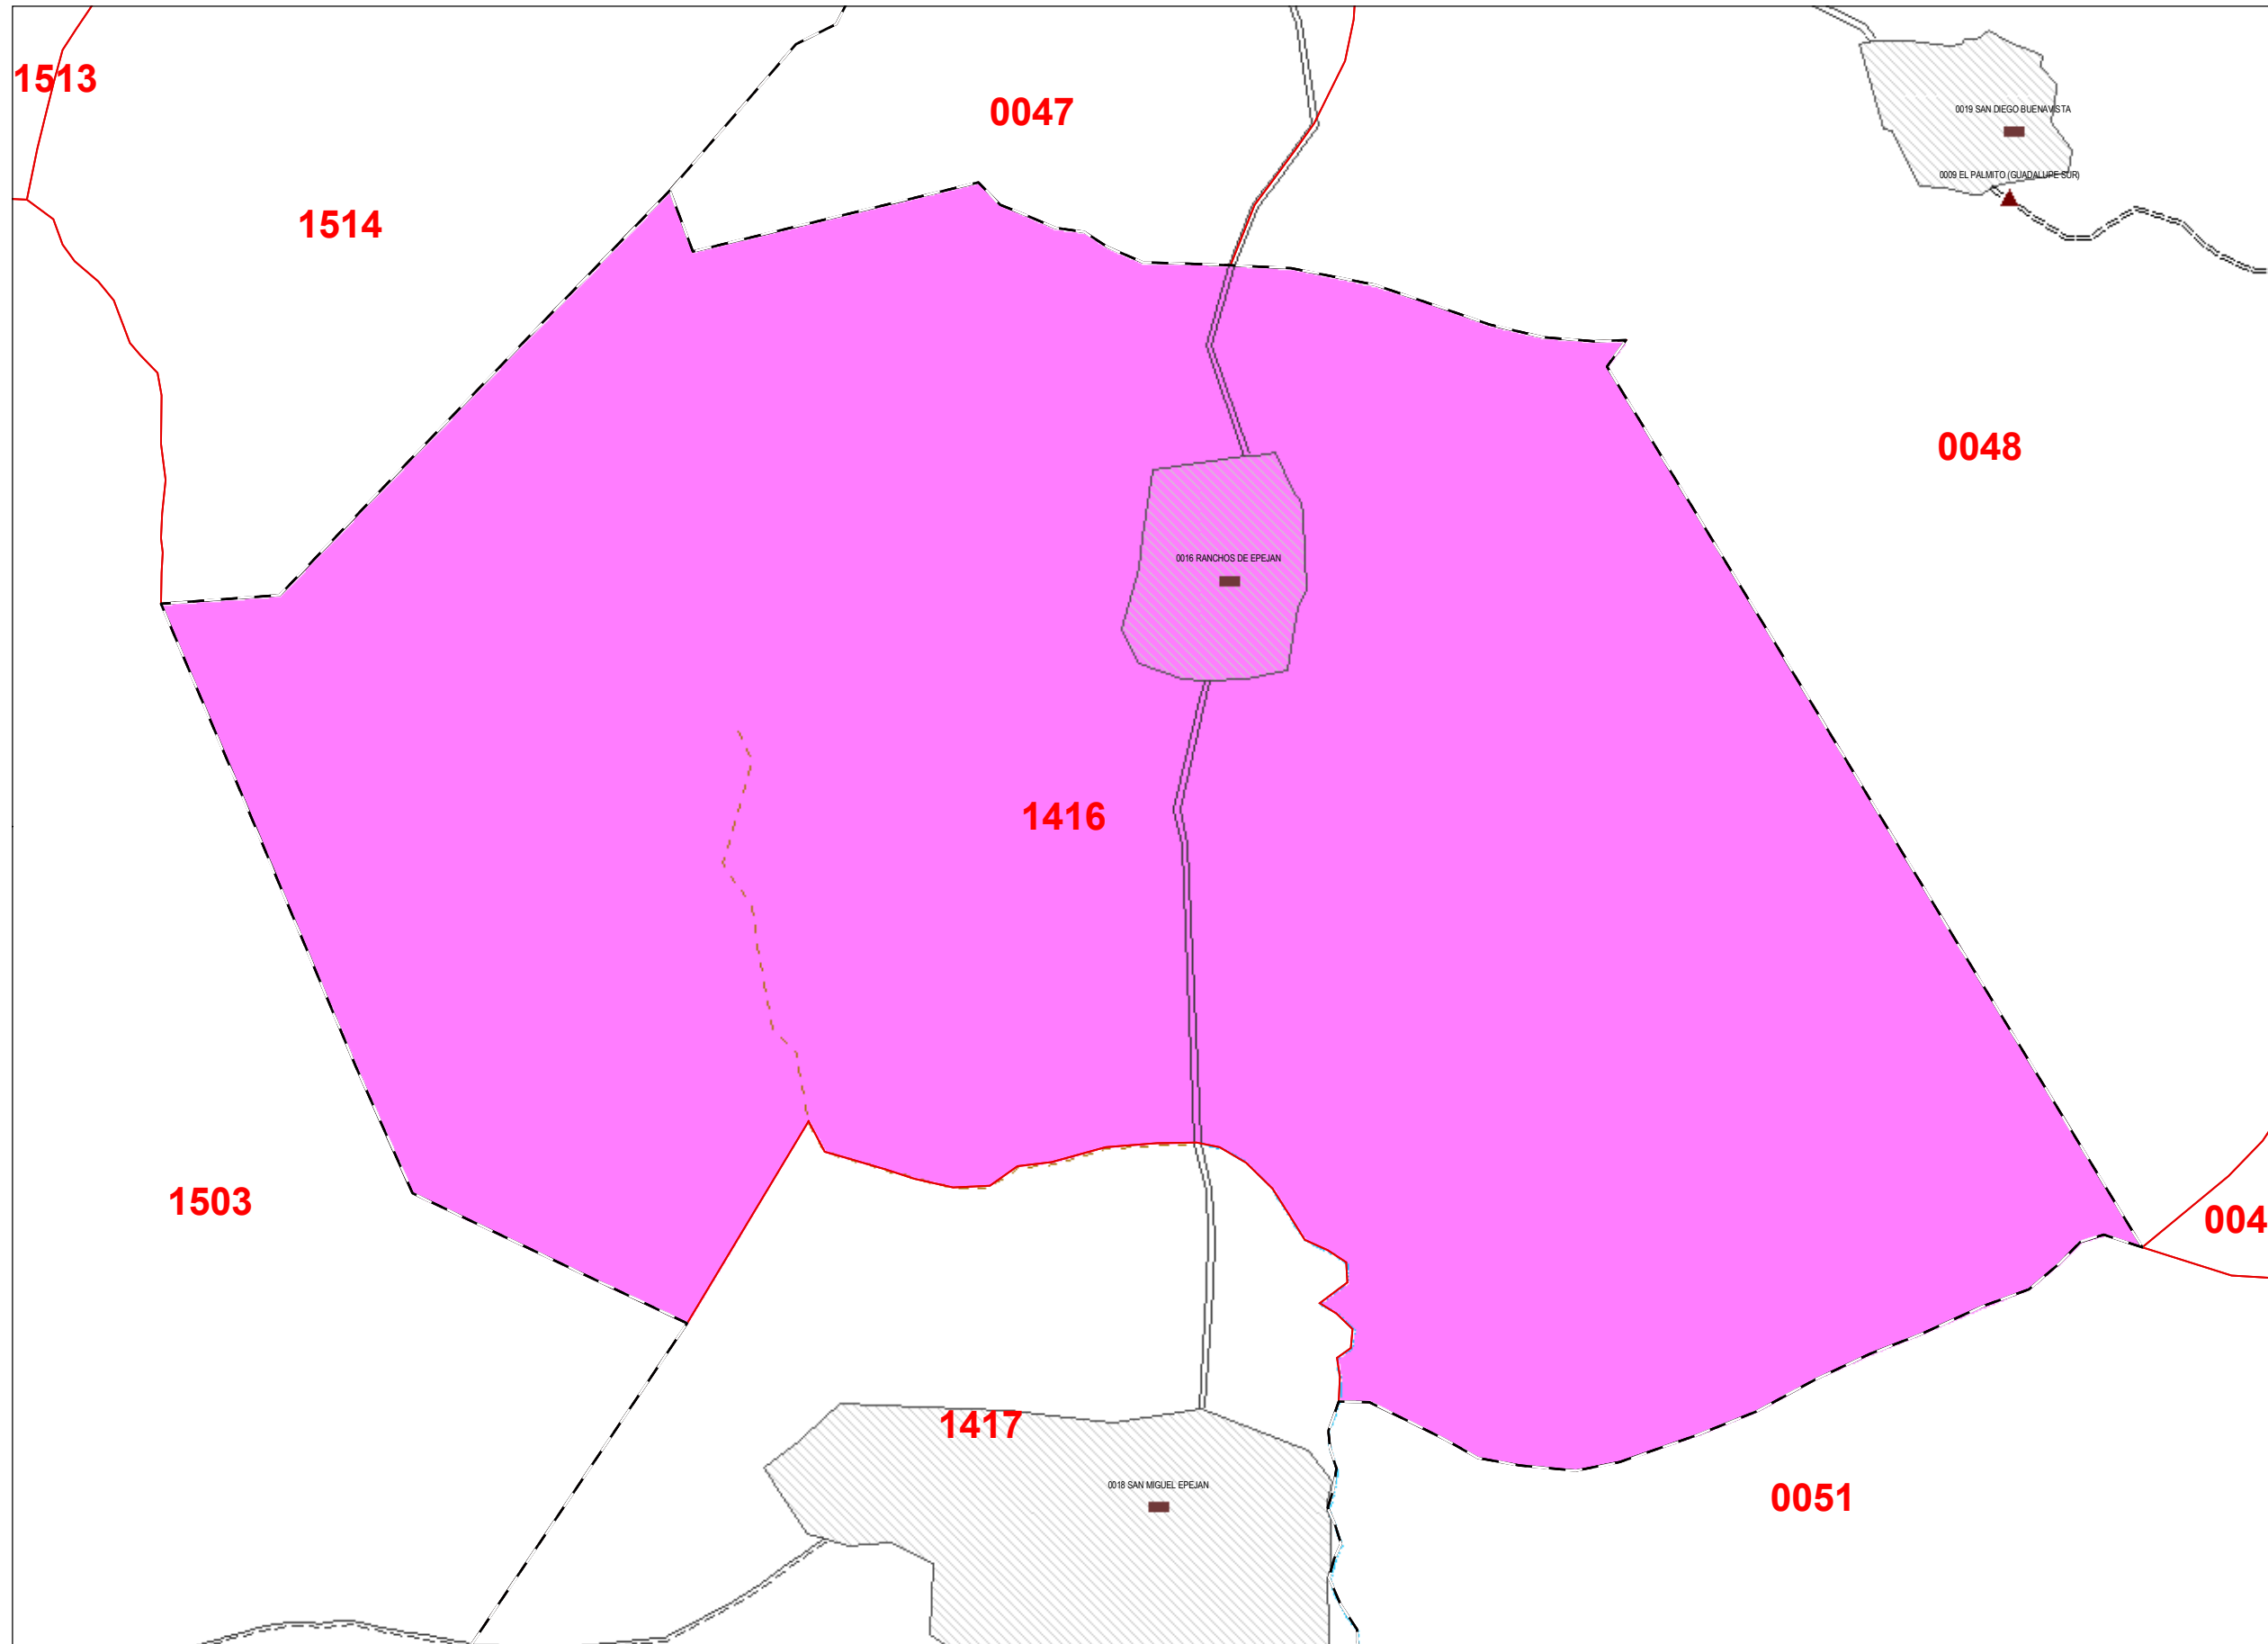 1513
0047
0019 SAN DIEGO BUENAVISTA
0009 EL PALMITO (GUADALUPE SUR)
1514
0048
0016 RANCHOS DE EPEJAN
1416
1503
004
1417
0018 SAN MIGUEL EPEJAN
0051